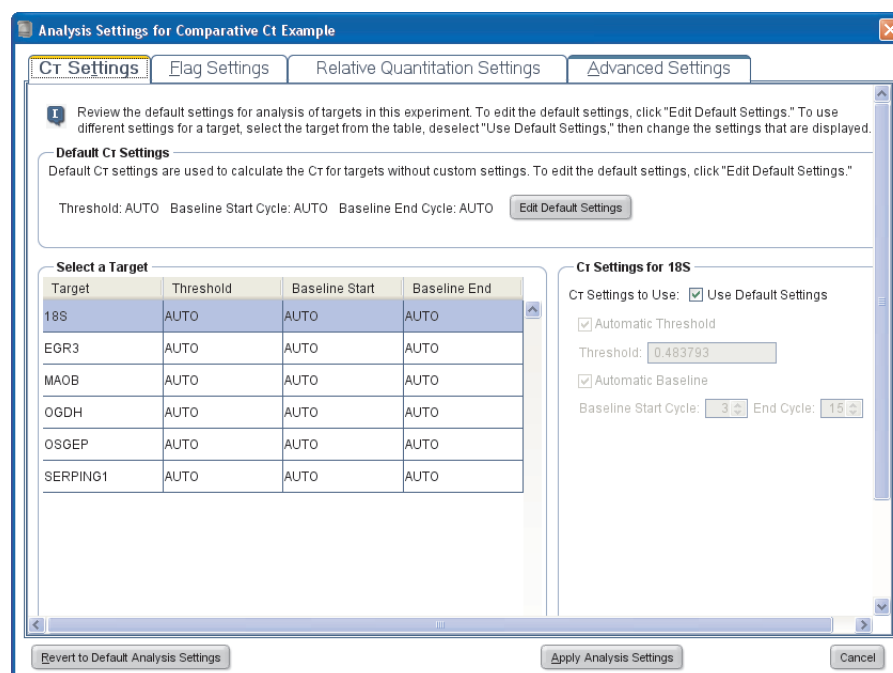 Analysis Settings for Comparative Ct Example
CT Settings Flag Settings Relative Quantitation Settings Advanced Settings
Review the default settings for analysis of targets in this experiment. To edit the default settings, click "Edit Default Settings." To use
different settings for a target, select the target from the table, deselect "Use Default Settings," then change the settings that are displayed.
Default CT Settings
Default CT settings are used to calculate the CT for targets without custom settings. To edit the default settings, click "Edit Default Settings."
Threshold: AUTO Baseline Start Cycle: AUTO Baseline End Cycle: AUTO Edit Default Settings
Select a Target
Target Threshold Baseline Start Baseline End
18S AUTO AUTO AUTO
EGR3 AUTO AUTO AUTO
MAOB AUTO AUTO AUTO
OGDH AUTO AUTO AUTO
OSGEP AUTO AUTO AUTO
SERPING1 AUTO AUTO AUTO
CT Settings for 18S
CT Settings to Use: Use Default Settings
Automatic Threshold
Threshold: 0.483793
Automatic Baseline
Baseline Start Cycle: 3 End Cycle: 15
Revert to Default Analysis Settings Apply Analysis Settings Cancel